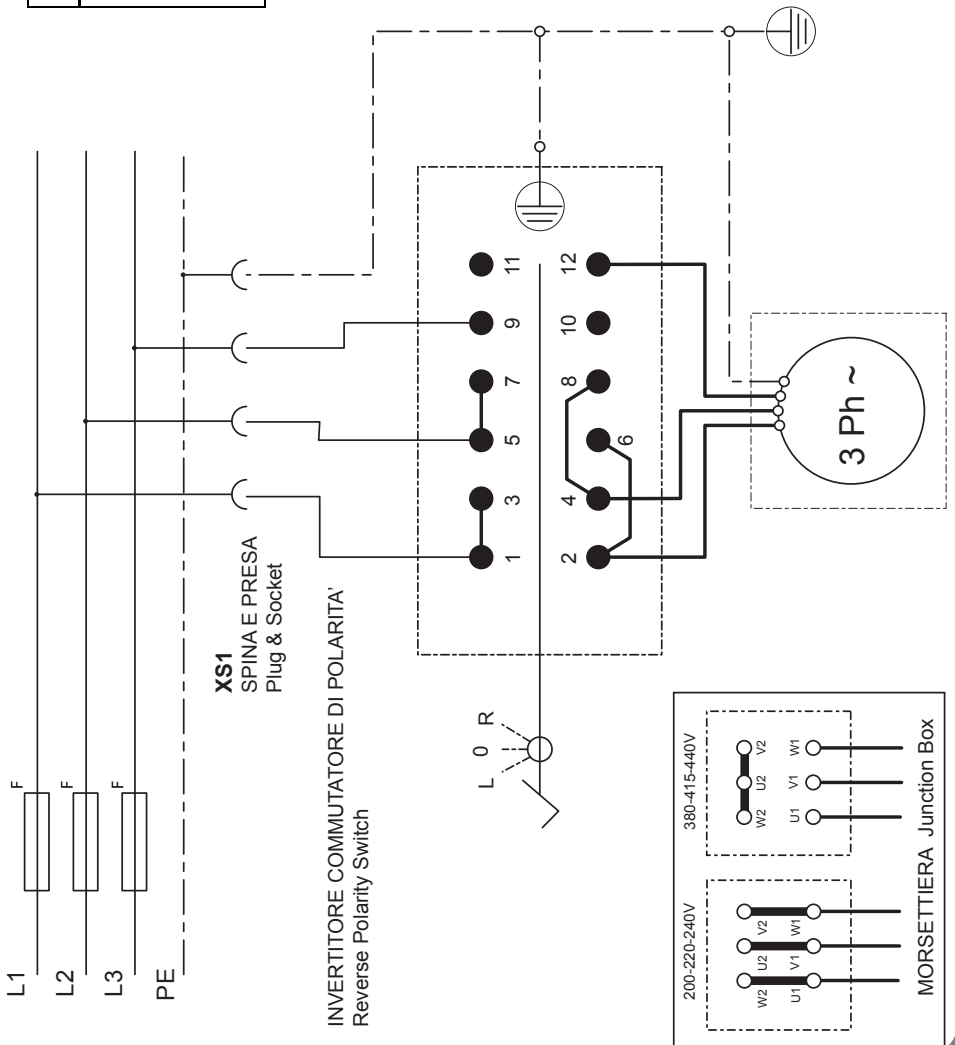 L1
L2
L3
PE
F
F
F
XS1
SPINA E PRESA
Plug & Socket
INVERTITORE COMMUTATORE DI POLARITA'
Reverse Polarity Switch
L 0 R
1 3 5 7 9 11
2 4 6 8 10 12
3 Ph ~
200-220-240V
W2 U2 V2
U1 V1 W1
380-415-440V
W2 U2 V2
U1 V1 W1
MORSETTIERA Junction Box